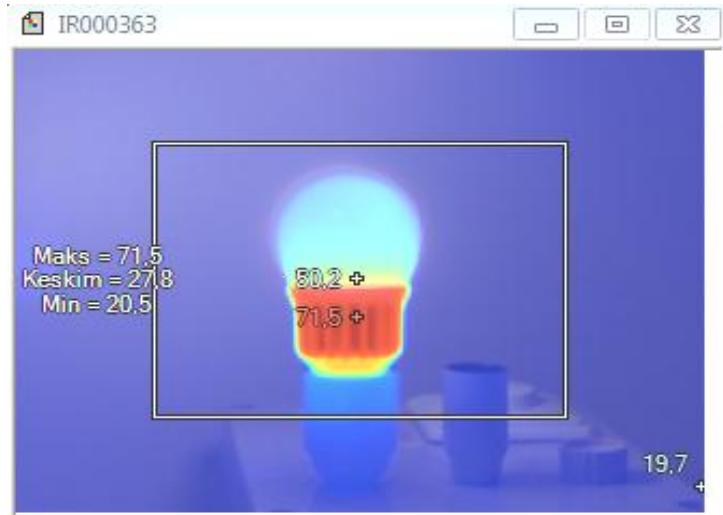 IR000363
Maks = 71,5
Keskim = 27,8
Min = 20,5
50,2
71,5
19,7